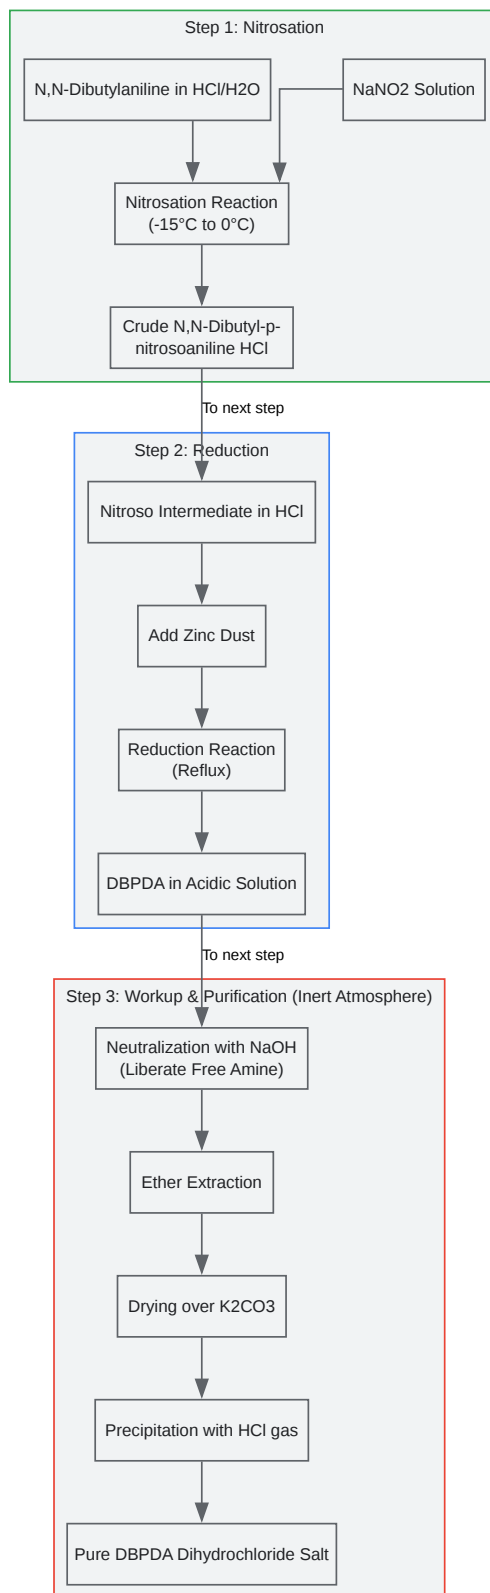 Step 1: Nitrosation
N,N-Dibutylaniline in HCl/H2O
NaNO2 Solution
Nitrosation Reaction
(-15°C to 0°C)
Crude N,N-Dibutyl-p-
nitrosoaniline HCl
To next step
Step 2: Reduction
Nitroso Intermediate in HCl
Add Zinc Dust
Reduction Reaction
(Reflux)
DBPDA in Acidic Solution
To next step
Step 3: Workup & Purification (Inert Atmosphere)
Neutralization with NaOH
(Liberate Free Amine)
Ether Extraction
Drying over K2CO3
Precipitation with HCl gas
Pure DBPDA Dihydrochloride Salt